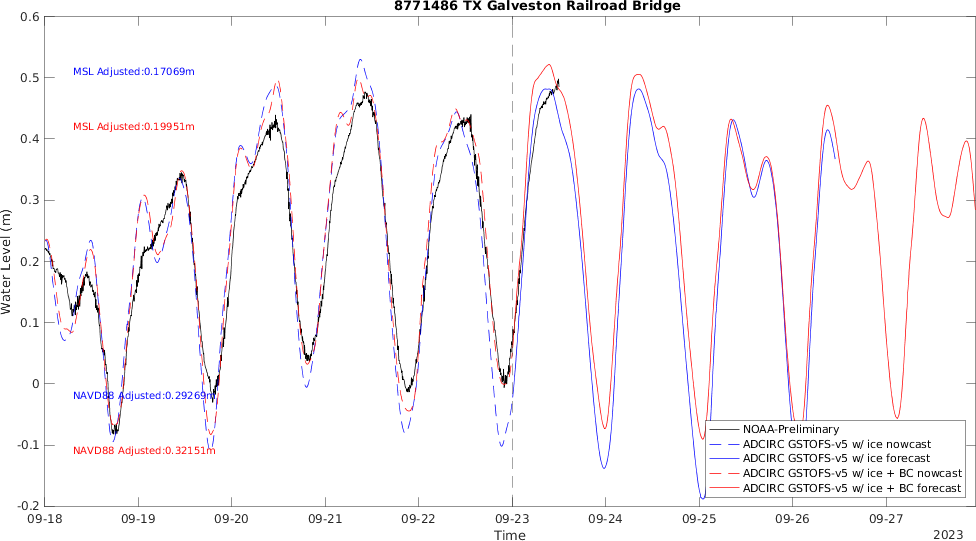 8771486 TX Galveston Railroad Bridge
0.6
0.5
0.4
0.3
0.2
0.1
0
-0.1
-0.2
Water Level (m)
MSL Adjusted:0.17069m
MSL Adjusted:0.19951m
NAVD88 Adjusted:0.29269m
NAVD88 Adjusted:0.32151m
NOAA-Preliminary
ADCIRC GSTOFS-v5 w/ ice nowcast
ADCIRC GSTOFS-v5 w/ ice forecast
ADCIRC GSTOFS-v5 w/ ice + BC nowcast
ADCIRC GSTOFS-v5 w/ ice + BC forecast
09-18 09-19 09-20 09-21 09-22 09-23 09-24 09-25 09-26 09-27
Time
2023